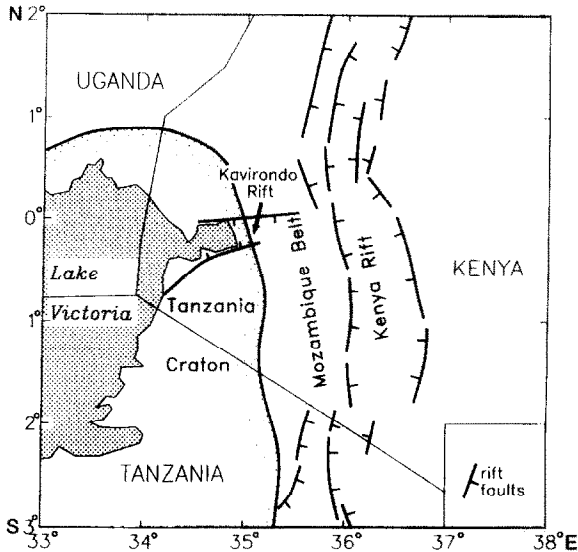 N 2°
UGANDA
1°
Kavirondo
Rift
0°
Lake
Victoria
Tanzania
Craton
Mozambique Belt
Kenya Rift
KENYA
1°
2°
TANZANIA
rift
faults
S 3°
33
34°
35°
36°
37°
38°E